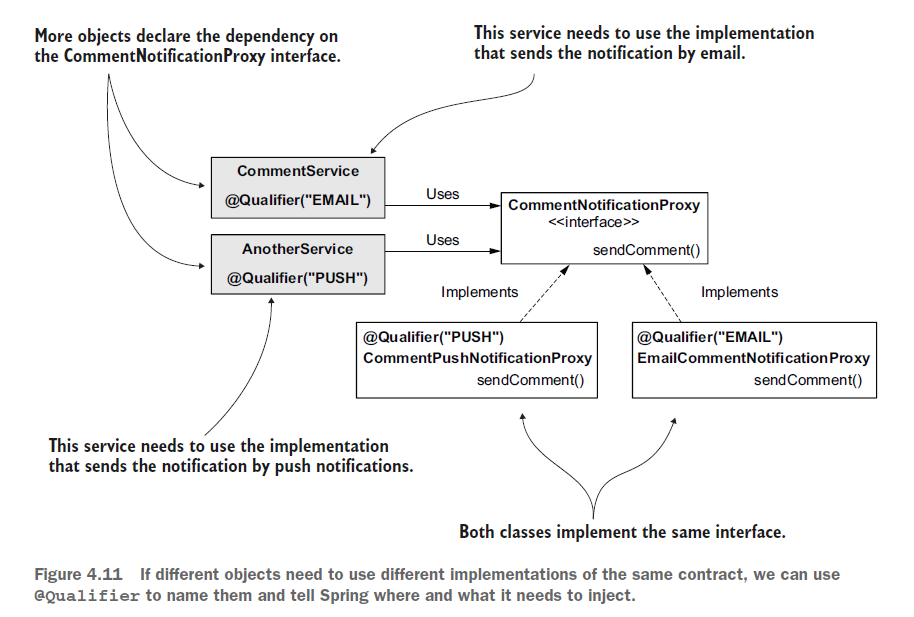 More objects declare the dependency on
the CommentNotificationProxy interface.
This service needs to use the implementation
that sends the notification by email.
CommentService
@Qualifier("EMAIL")
Uses
CommentNotificationProxy
<<interface>>
sendComment()
AnotherService
@Qualifier("PUSH")
Uses
Implements
Implements
@Qualifier("PUSH")
CommentPushNotificationProxy
sendComment()
@Qualifier("EMAIL")
EmailCommentNotificationProxy
sendComment()
This service needs to use the implementation
that sends the notification by push notifications.
Both classes implement the same interface.
Figure 4.11 If different objects need to use different implementations of the same contract, we can use
@Qualifier to name them and tell Spring where and what it needs to inject.